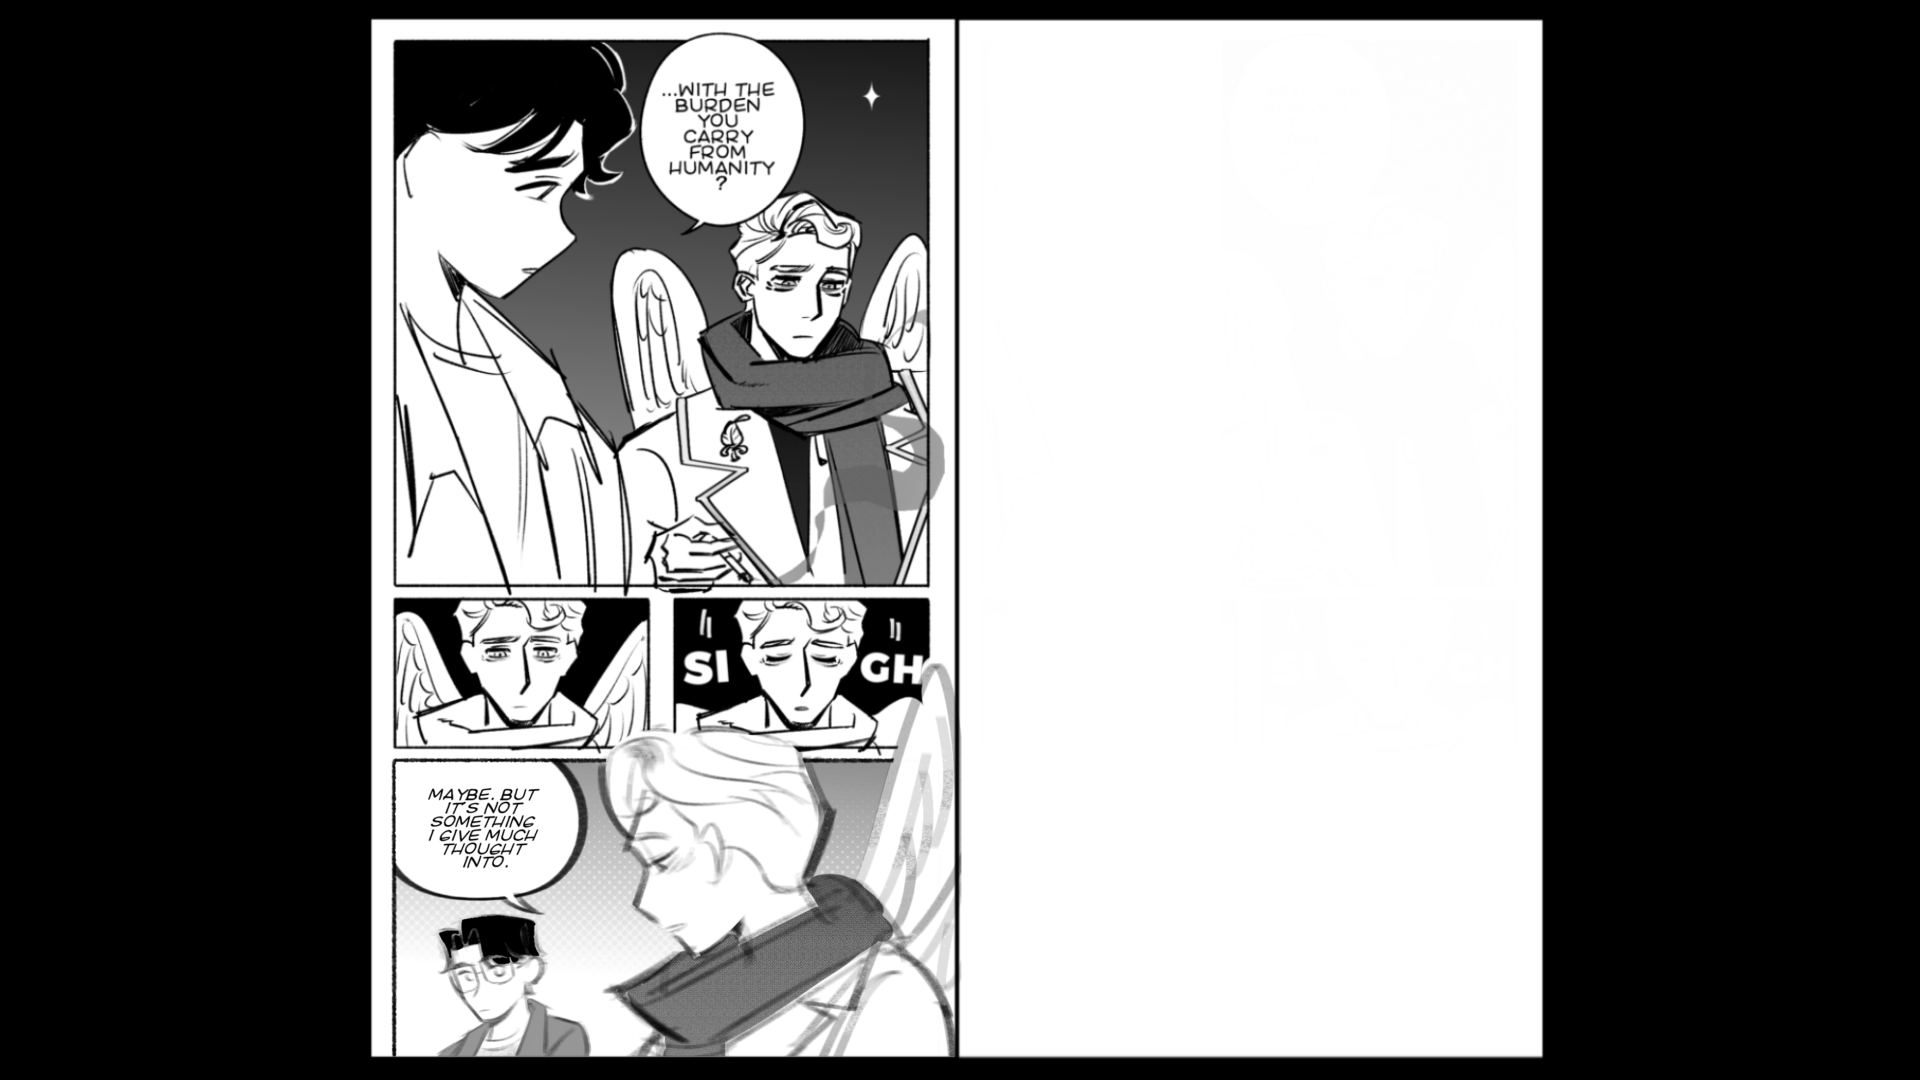 ...WITH THE
BURDEN
YOU
CARRY
FROM
HUMANITY
?
SI GH
MAYBE. BUT
IT'S NOT
SOMETHING
I GIVE MUCH
THOUGHT
INTO.